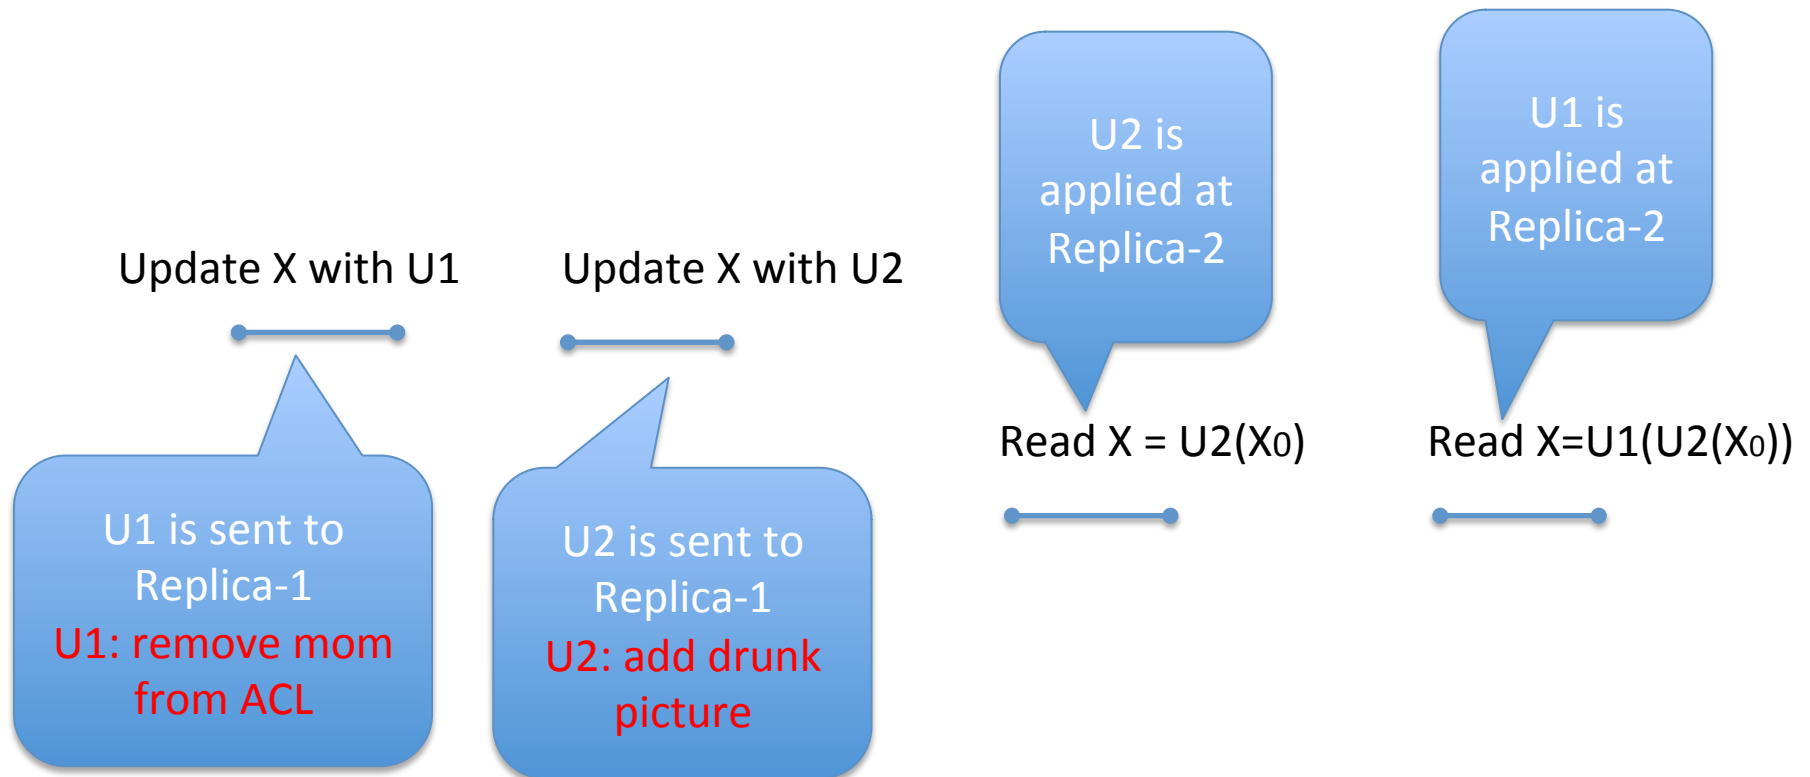 Update X with U1
U1 is sent to
Replica-1
U1: remove mom
from ACL
Update X with U2
U2 is sent to
Replica-1
U2: add drunk
picture
U2 is
applied at
Replica-2
Read X = U2(X₀)
U1 is
applied at
Replica-2
Read X=U1(U2(X₀))